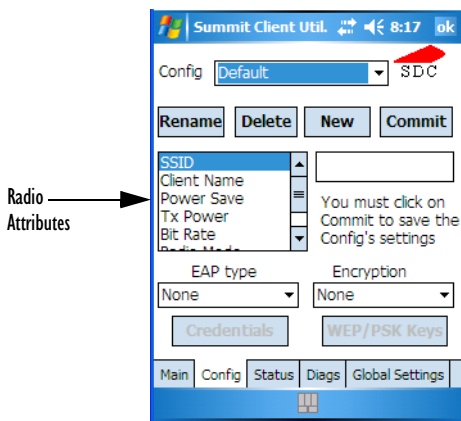 Summit Client Util. 8:17 ok
Config Default SDC
Rename Delete New Commit
SSID
Client Name
Power Save
Tx Power
Bit Rate
Radio Mode
You must click on
Commit to save the
Config's settings
Radio
Attributes
EAP type Encryption
None None
Credentials WEP/PSK Keys
Main Config Status Diags Global Settings